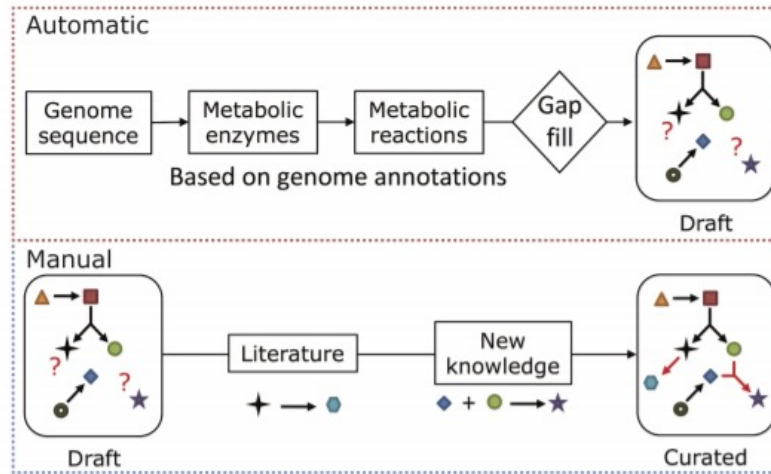 Automatic
Genome
sequence
Metabolic
enzymes
Metabolic
reactions
Gap
fill
Based on genome annotations
?
?
Draft
Manual
?
?
Draft
Literature
New
knowledge
+
Curated